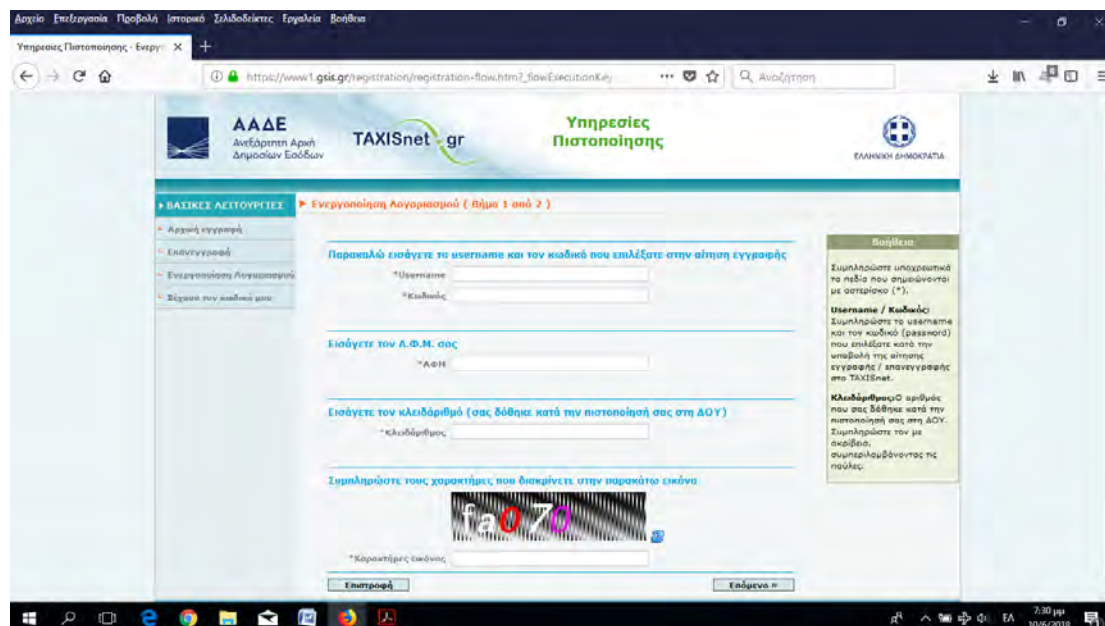 Αρχείο Επεξεργασία Προβολή Ιστορικό Σελιδοδείκτες Εργαλεία Βοήθεια
Υπηρεσίες Πιστοποίησης - Ενεργ
https://www1.gsis.gr/registration/registration-flow.htm?_flowExecutionKey
Αναζήτηση
ΑΑΔΕ
Ανεξάρτητη Αρχή
Δημοσίων Εσόδων
TAXISnet gr
Υπηρεσίες
Πιστοποίησης
ΕΛΛΗΝΙΚΗ ΔΗΜΟΚΡΑΤΙΑ
ΒΑΣΙΚΕΣ ΛΕΙΤΟΥΡΓΙΕΣ
Αρχική εγγραφή
Επανεγγραφή
Ενεργοποίηση Λογαριασμού
Ξέχασα τον κωδικό μου
Ενεργοποίηση Λογαριασμού ( Βήμα 1 από 2 )
Παρακαλώ εισάγετε το username και τον κωδικό που επιλέξατε στην αίτηση εγγραφής
*Username
*Κωδικός
Εισάγετε τον Α.Φ.Μ. σας
*ΑΦΜ
Εισάγετε τον κλειδάριθμό (σας δόθηκε κατά την πιστοποίησή σας στη ΔΟΥ)
*Κλειδάριθμος
Συμπληρώστε τους χαρακτήρες που διακρίνετε στην παρακάτω εικόνα
fa070
*Χαρακτήρες εικόνας
Επιστροφή
Επόμενο »
Βοήθεια
Συμπληρώστε υποχρεωτικά
τα πεδία που σημειώνονται
με αστερίσκο (*).
Username / Κωδικός:
Συμπληρώστε το username
και τον κωδικό (password)
που επιλέξατε κατά την
υποβολή της αίτησης
εγγραφής / επανεγγραφής
στο TAXISnet.
Κλειδάριθμος:Ο αριθμός
που σας δόθηκε κατά την
πιστοποίησή σας στη ΔΟΥ.
Συμπληρώστε τον με
ακρίβεια,
συμπεριλαμβάνοντας τις
παύλες.
ΕΛ
7:30 μμ
10/6/2018